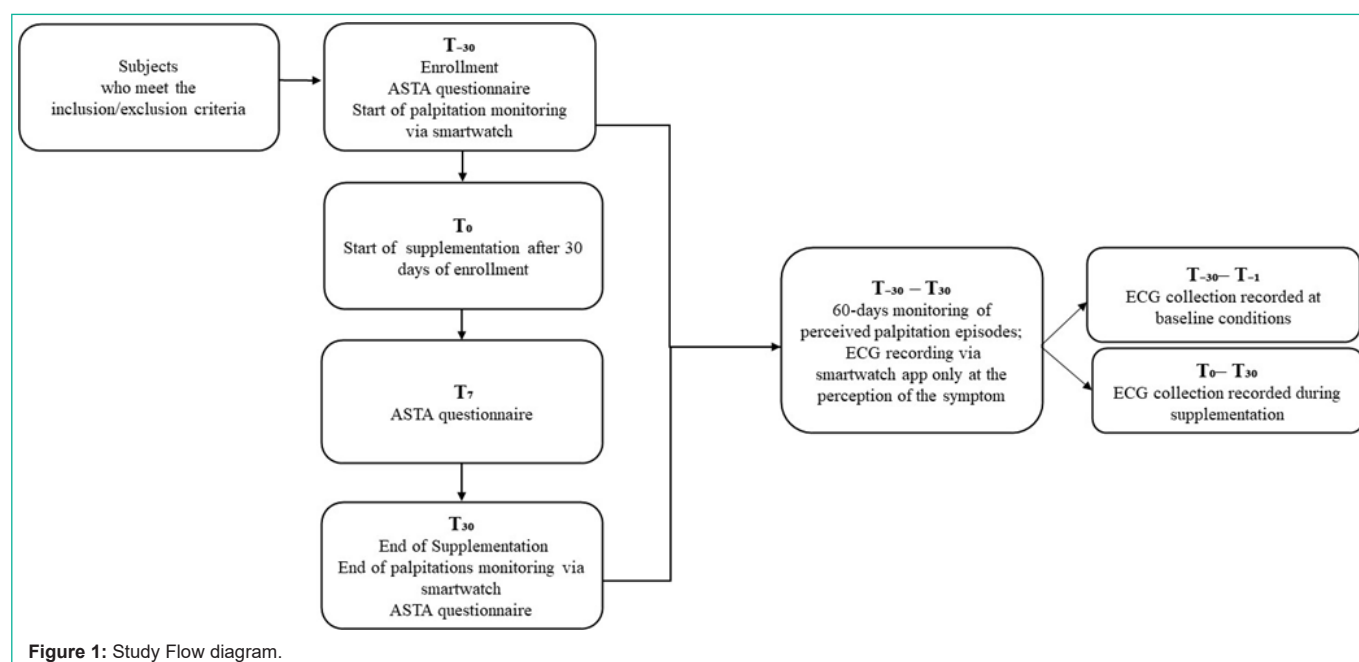 Subjects
who meet the
inclusion/exclusion criteria
T₋₃₀
Enrollment
ASTA questionnaire
Start of palpitation monitoring
via smartwatch
T₀
Start of supplementation after 30
days of enrollment
T₇
ASTA questionnaire
T₃₀
End of Supplementation
End of palpitations monitoring via
smartwatch
ASTA questionnaire
T₋₃₀ – T₃₀
60-days monitoring of
perceived palpitation episodes;
ECG recording via
smartwatch app only at the
perception of the symptom
T₋₃₀– T₋₁
ECG collection recorded at
baseline conditions
T₀– T₃₀
ECG collection recorded during
supplementation
Figure 1: Study Flow diagram.